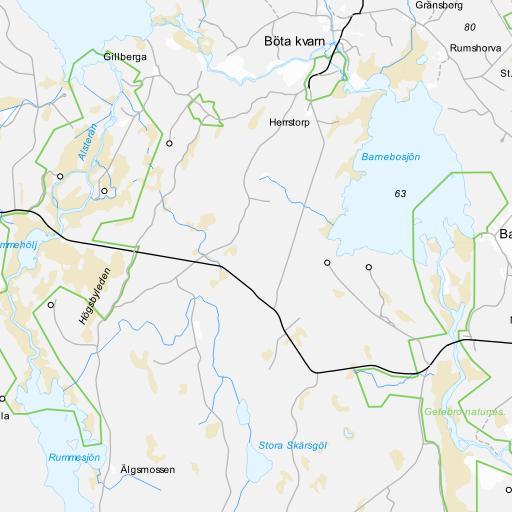 Gränsborg
80
Böta kvarn
Rumshorva
Gillberga
St.
Herrstorp
Alsterån
Barnebosjön
63
Ba
mmehölj
Högsbyleden
N
Getebro naturres.
la
Stora Skärsgöl
Rummesjön
Älgsmossen